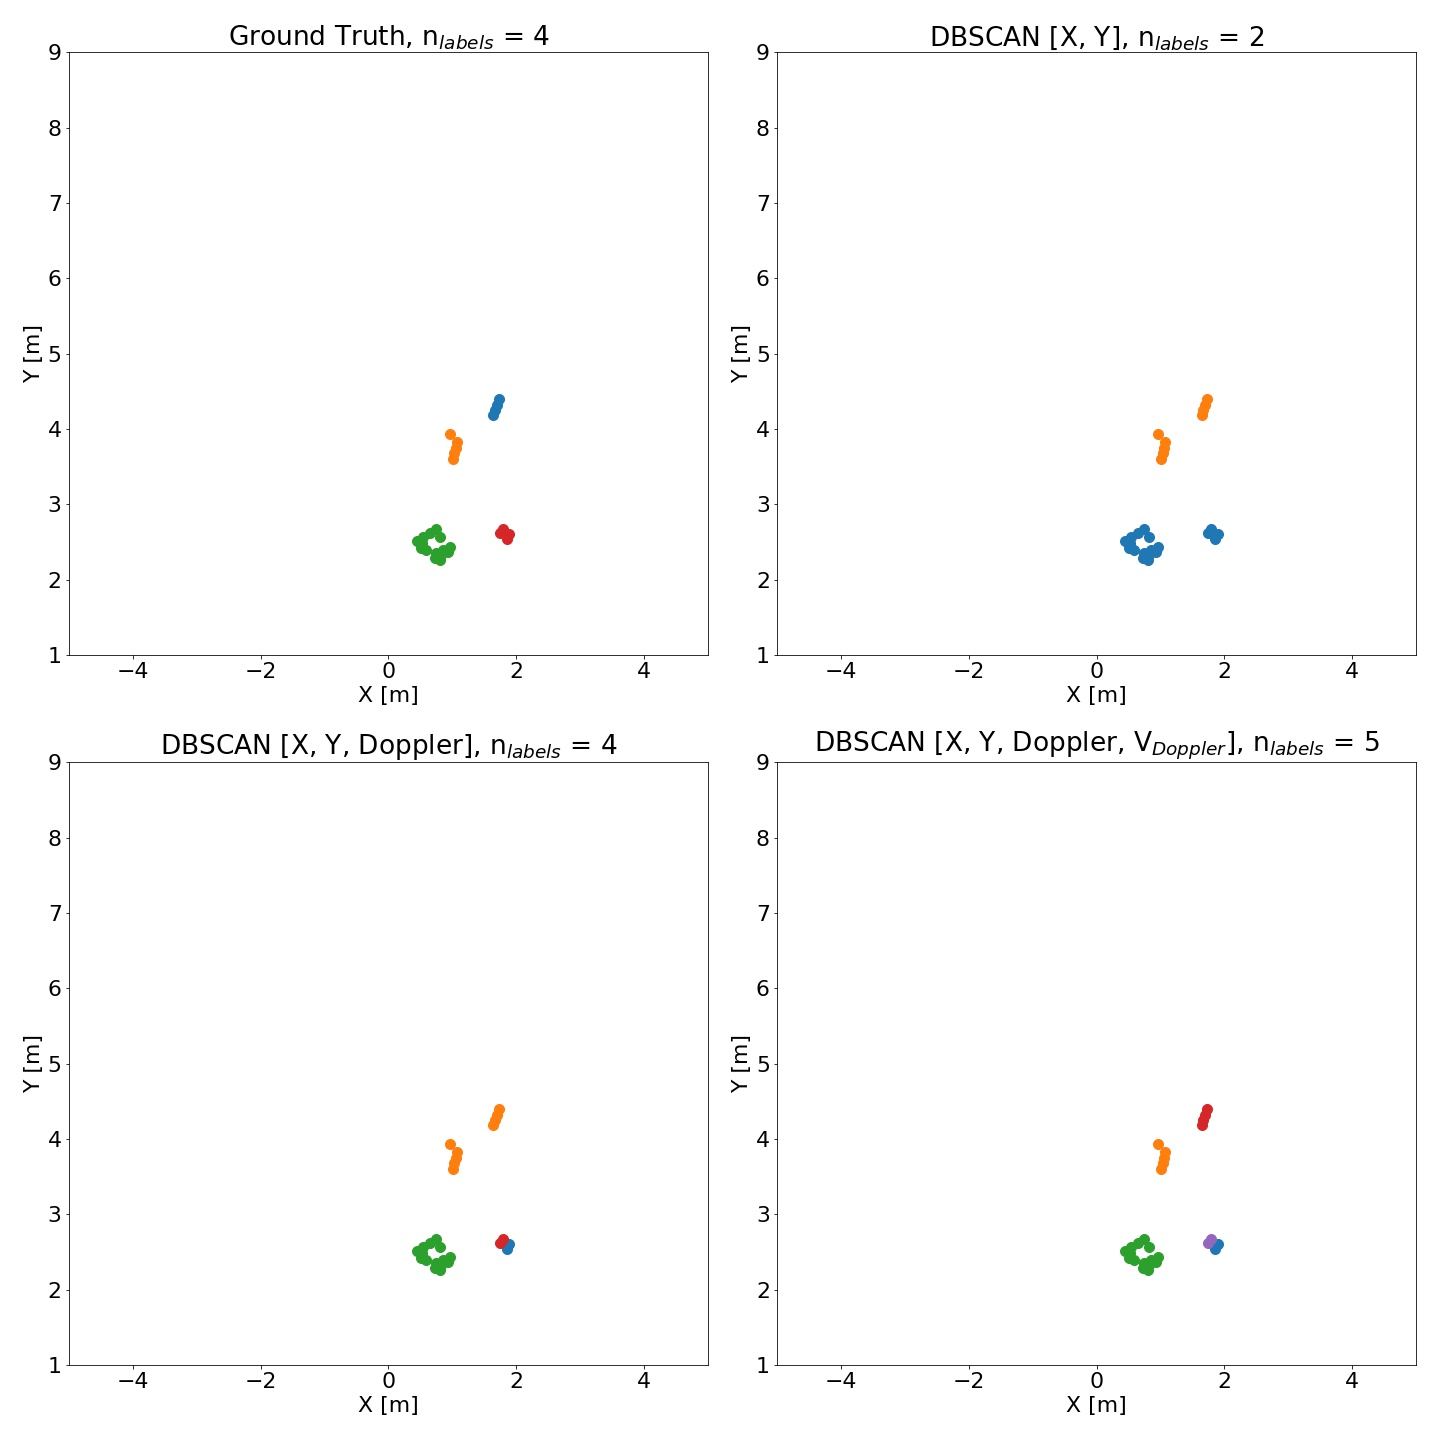 Ground Truth, n_labels = 4
9
8
7
6
5
4
3
2
1
Y [m]
−4 −2 0 2 4
X [m]
DBSCAN [X, Y], n_labels = 2
9
8
7
6
5
4
3
2
1
Y [m]
−4 −2 0 2 4
X [m]
DBSCAN [X, Y, Doppler], n_labels = 4
9
8
7
6
5
4
3
2
1
Y [m]
−4 −2 0 2 4
X [m]
DBSCAN [X, Y, Doppler, V_Doppler], n_labels = 5
9
8
7
6
5
4
3
2
1
Y [m]
−4 −2 0 2 4
X [m]